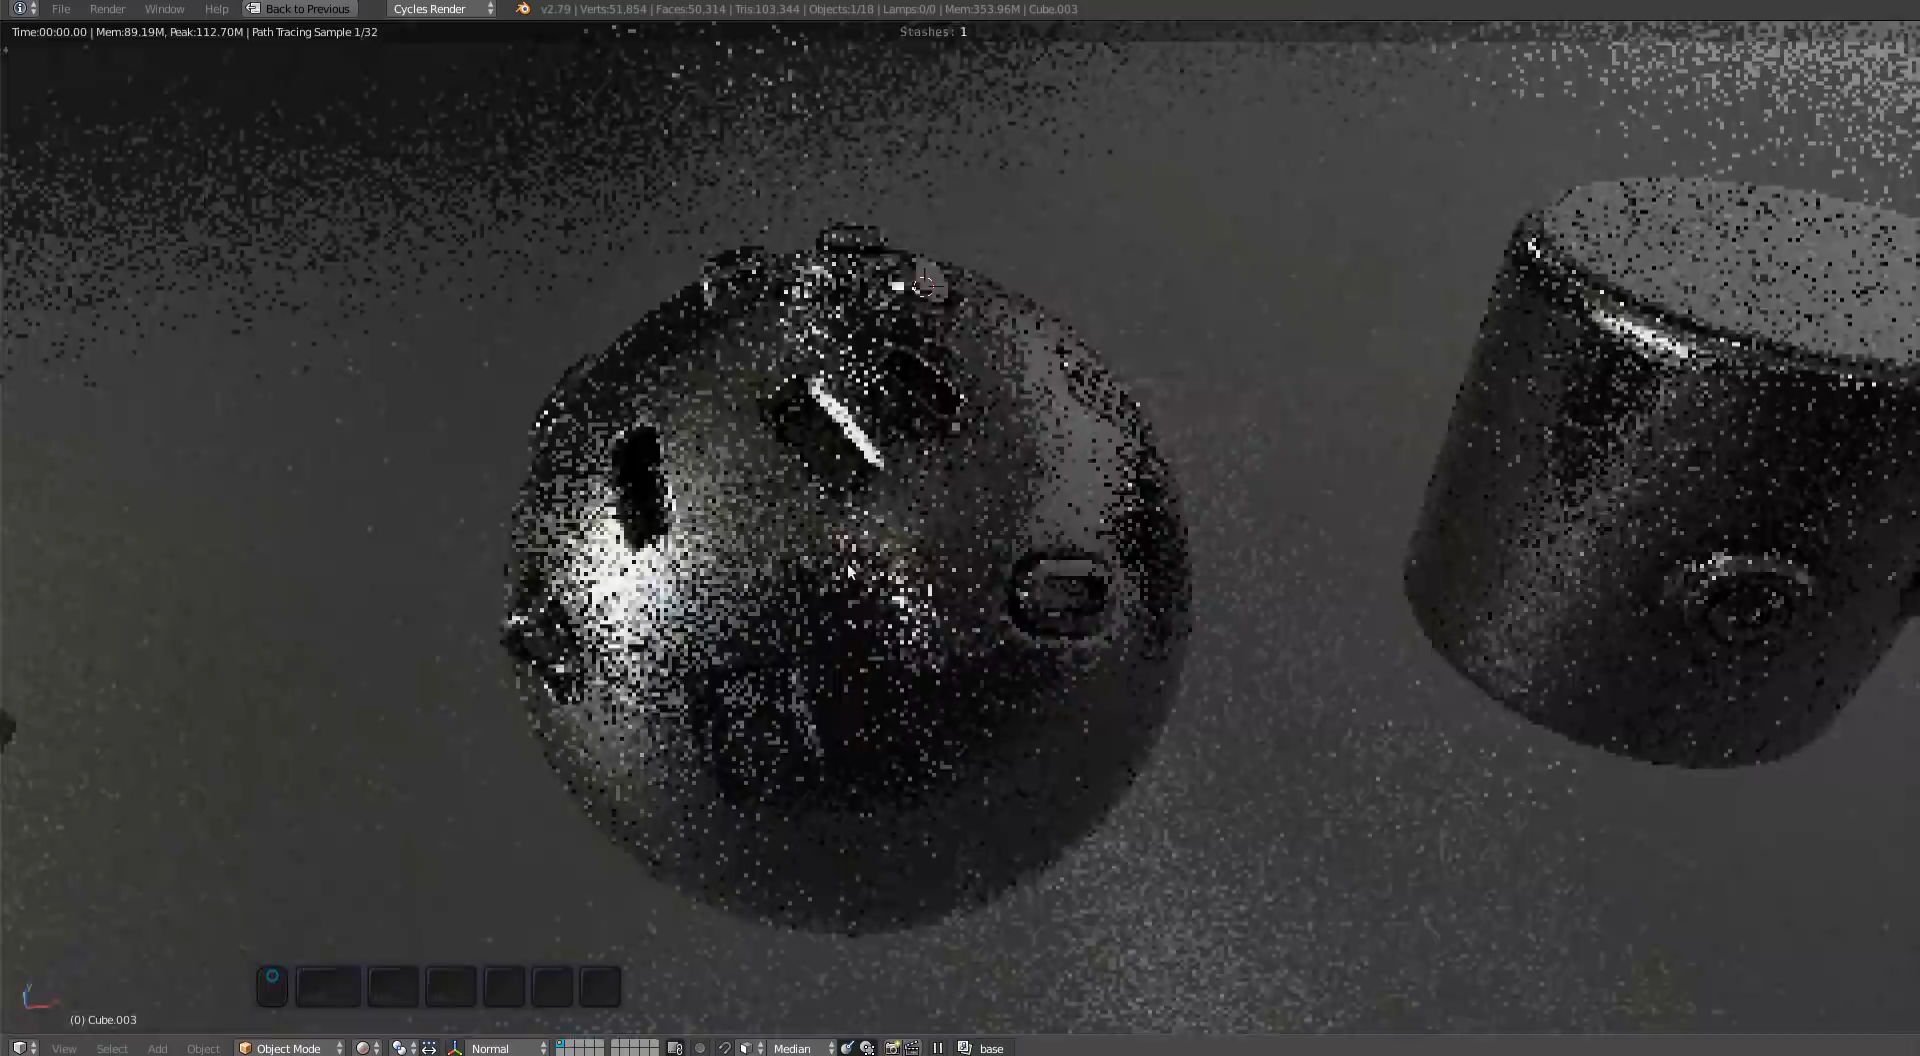 File Render Window Help Back to Previous Cycles Render v2.79 | Verts:51,854 | Faces:50,314 | Tris:103,344 | Objects:1/18 | Lamps:0/0 | Mem:353.96M | Cube.003
Time:00:00.00 | Mem:89.19M, Peak:112.70M | Path Tracing Sample 1/32 Stashes: 1
y
(0) Cube.003
View Select Add Object Object Mode Normal Median base